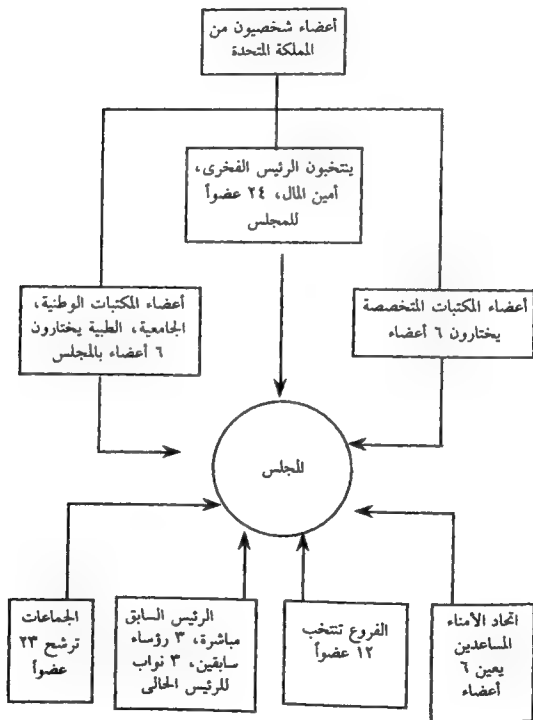 أعضاء شخصيون من
المملكة المتحدة
ينتخبون الرئيس الفخرى،
أمين المال، ٢٤ عضواً
للمجلس
أعضاء المكتبات المتخصصة
يختارون ٦ أعضاء
أعضاء المكتبات الوطنية،
الجامعية، الطبية يختارون
٦ أعضاء بالمجلس
المجلس
اتحاد الأمناء
المساعدين
يعين ٦
أعضاء
الفروع تنتخب
١٢ عضواً
الرئيس السابق
مباشرة، ٣ رؤساء
سابقين، ٣ نواب
للرئيس الحالى
الجماعات
ترشح ٢٣
عضواً